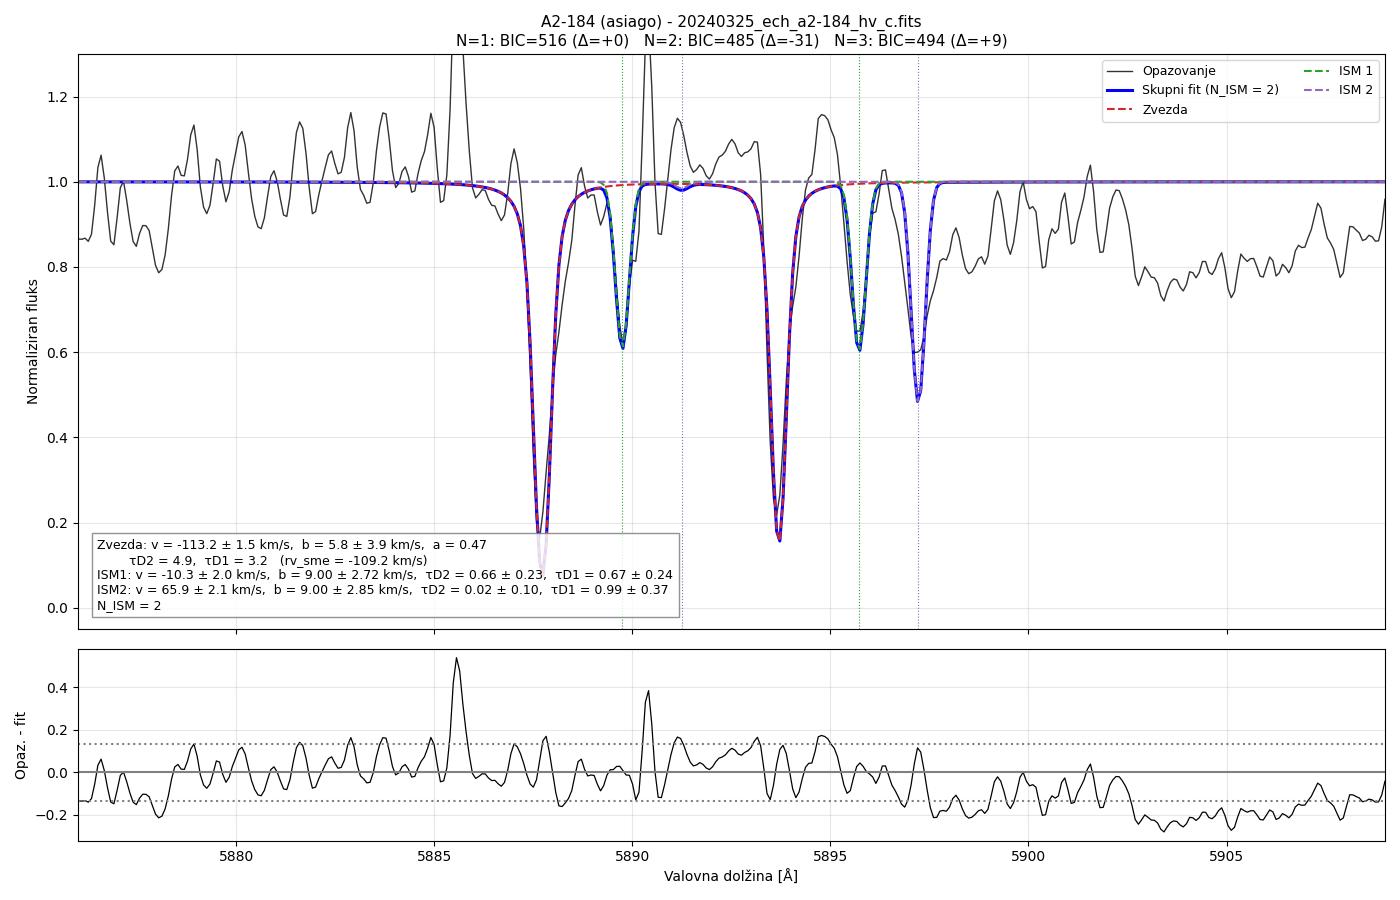 A2-184 (asiago) - 20240325_ech_a2-184_hv_c.fits
N=1: BIC=516 (Δ=+0)   N=2: BIC=485 (Δ=-31)   N=3: BIC=494 (Δ=+9)
Opazovanje
Skupni fit (N_ISM = 2)
Zvezda
ISM 1
ISM 2
Normaliziran fluks
1.2
1.0
0.8
0.6
0.4
0.2
0.0
Zvezda: v = -113.2 ± 1.5 km/s,  b = 5.8 ± 3.9 km/s,  a = 0.47
τD2 = 4.9,  τD1 = 3.2   (rv_sme = -109.2 km/s)
ISM1: v = -10.3 ± 2.0 km/s,  b = 9.00 ± 2.72 km/s,  τD2 = 0.66 ± 0.23,  τD1 = 0.67 ± 0.24
ISM2: v = 65.9 ± 2.1 km/s,  b = 9.00 ± 2.85 km/s,  τD2 = 0.02 ± 0.10,  τD1 = 0.99 ± 0.37
N_ISM = 2
Opaz. - fit
0.4
0.2
0.0
−0.2
5880
5885
5890
5895
5900
5905
Valovna dolžina [Å]